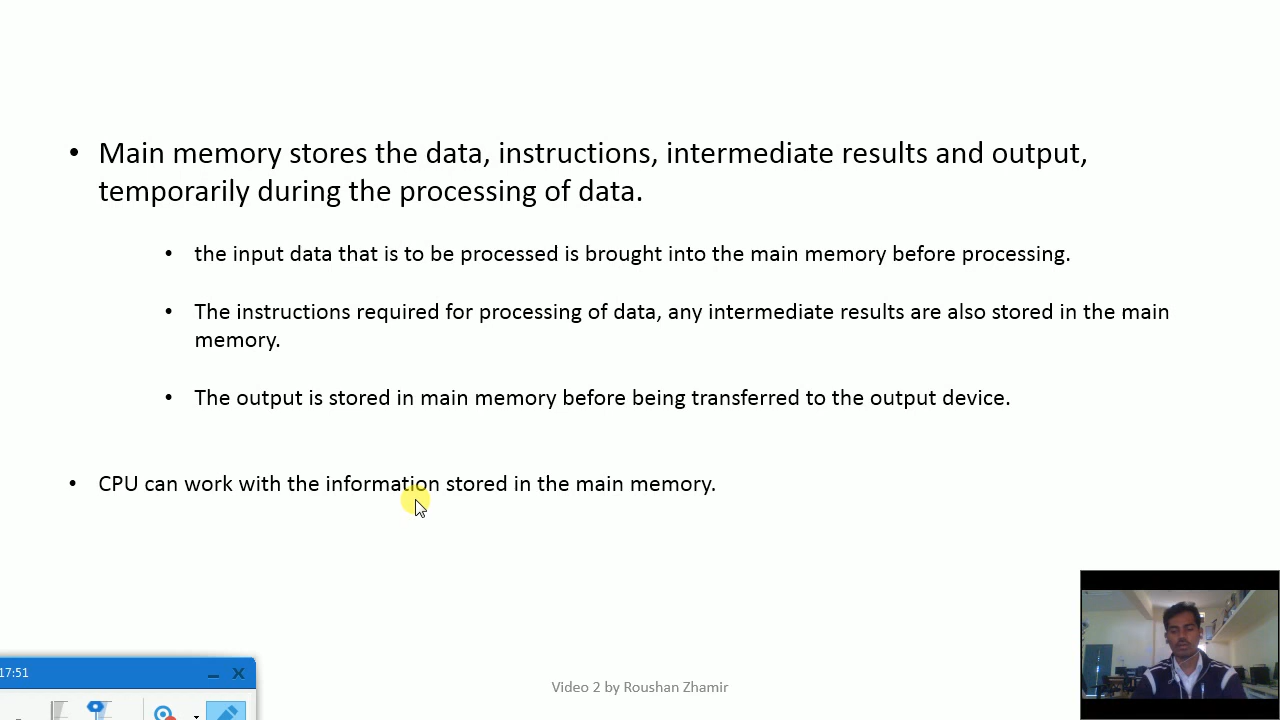 • Main memory stores the data, instructions, intermediate results and output,
temporarily during the processing of data.
• the input data that is to be processed is brought into the main memory before processing.
• The instructions required for processing of data, any intermediate results are also stored in the main
memory.
• The output is stored in main memory before being transferred to the output device.
• CPU can work with the information stored in the main memory.
17:51
Video 2 by Roushan Zhamir